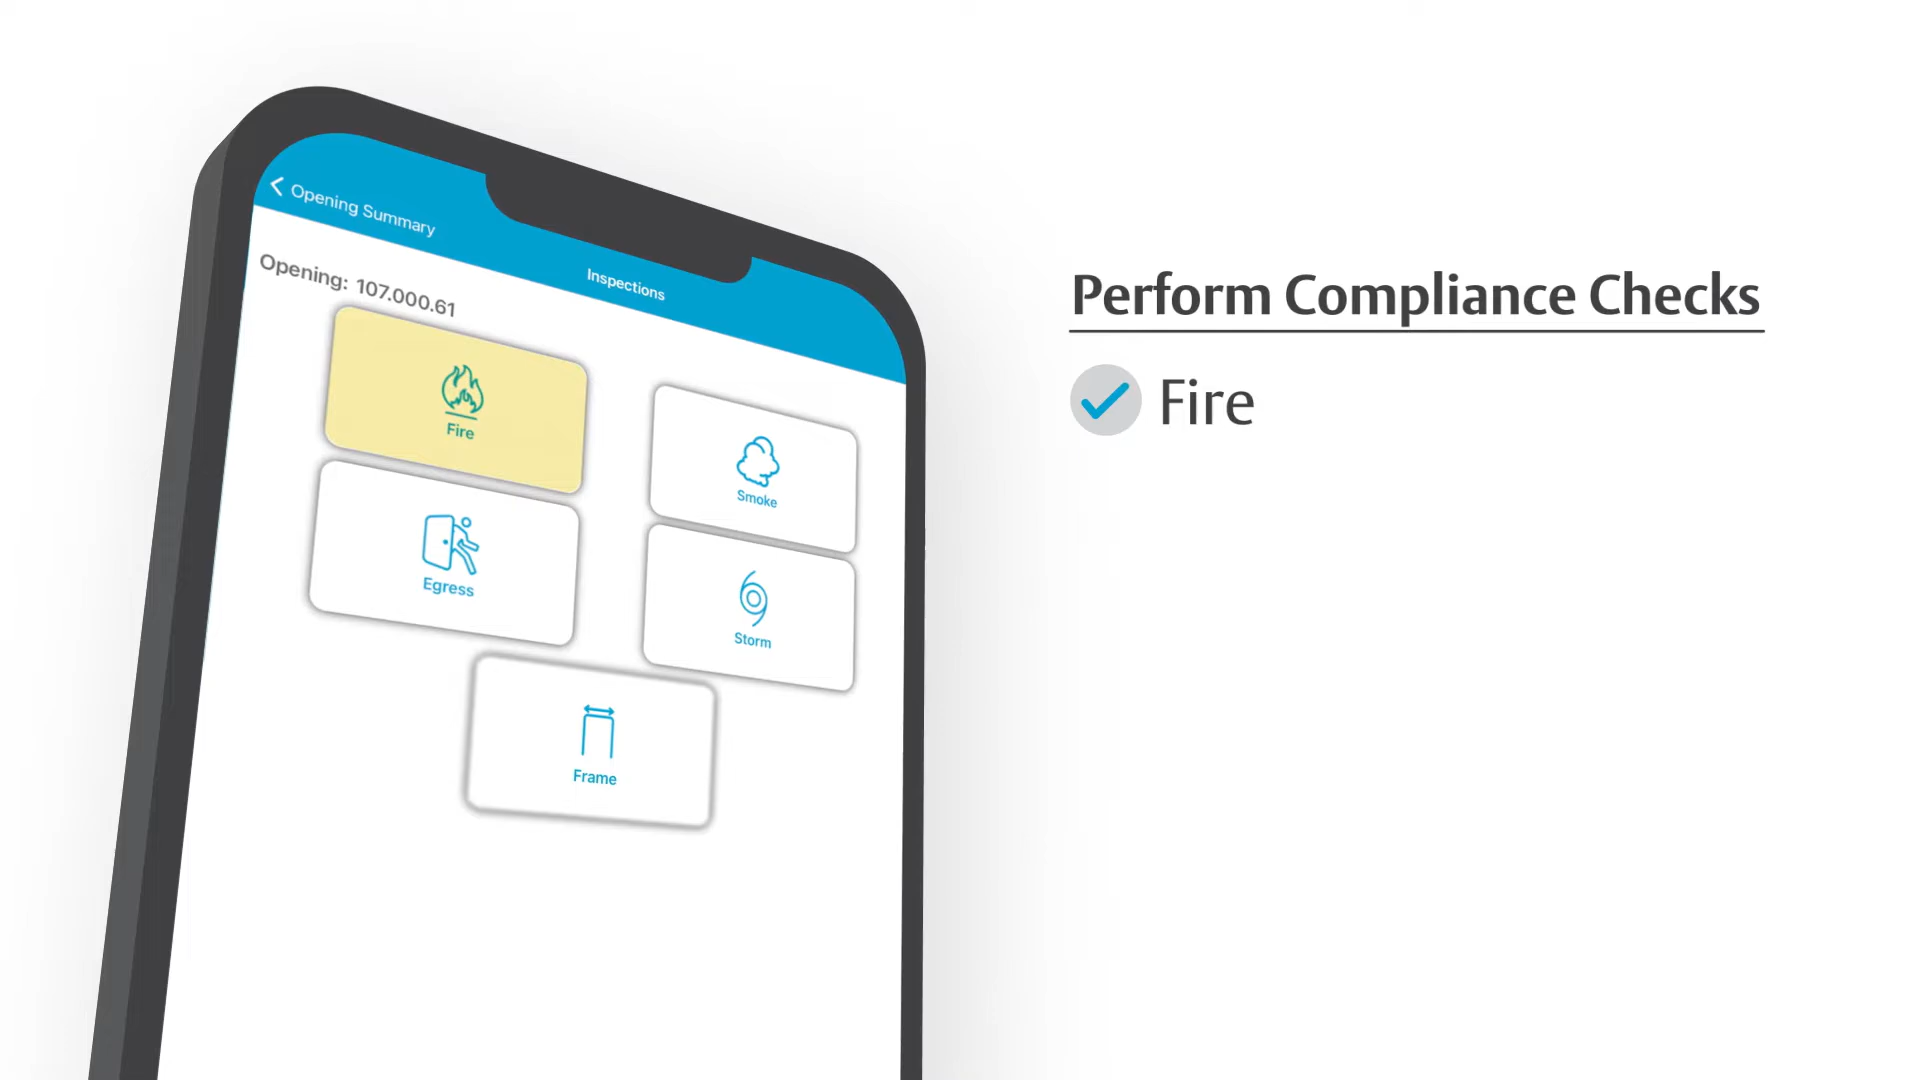 Opening Summary
Inspections
Opening: 107.000.61
Fire
Smoke
Egress
Storm
Frame
Perform Compliance Checks
Fire